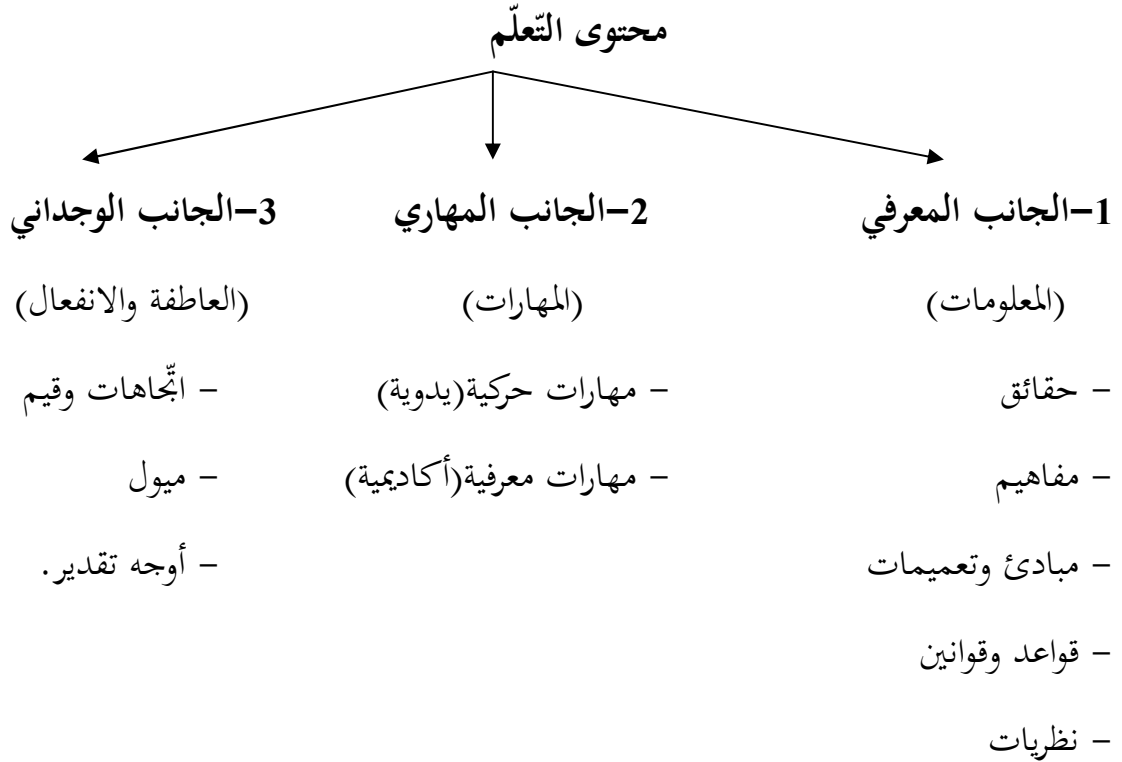 محتوى التّعلّم
1–الجانب المعرفي
2–الجانب المهاري
3–الجانب الوجداني
(المعلومات)
(المهارات)
(العاطفة والانفعال)
– حقائق
– مهارات حركية(يدوية)
– اتّجاهات وقيم
– مفاهيم
– مهارات معرفية(أكاديمية)
– ميول
– مبادئ وتعميمات
– أوجه تقدير.
– قواعد وقوانين
– نظريات